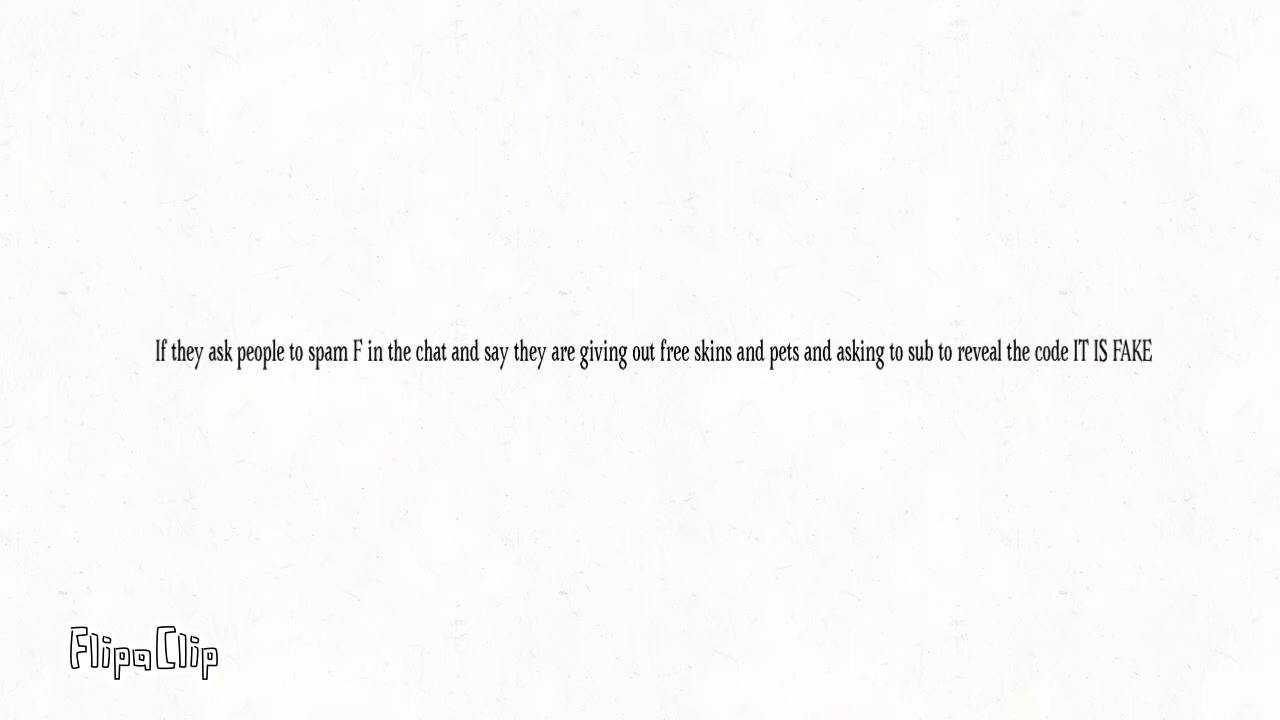 If they ask people to spam F in the chat and say they are giving out free skins and pets and asking to sub to reveal the code IT IS FAKE
FlipaClip